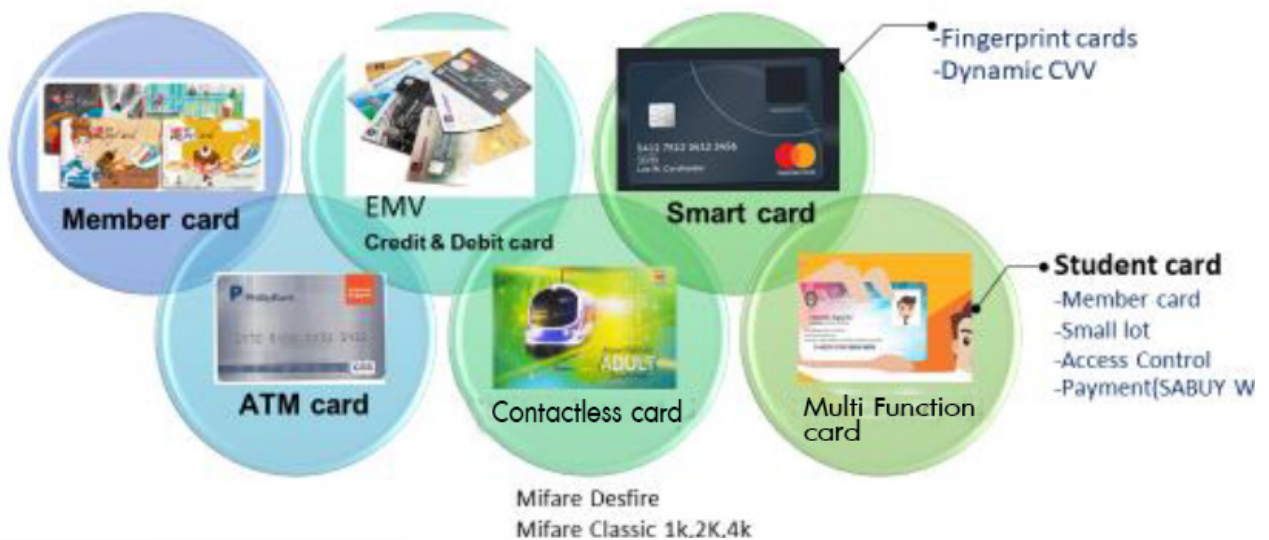 -Fingerprint cards
-Dynamic CVV
Member card
EMV
Credit & Debit card
Smart card
ATM card
Contactless card
ADULT
Multi Function
card
Student card
-Member card
-Small lot
-Access Control
-Payment(SABUY W
Mifare Desfire
Mifare Classic 1k,2K,4k